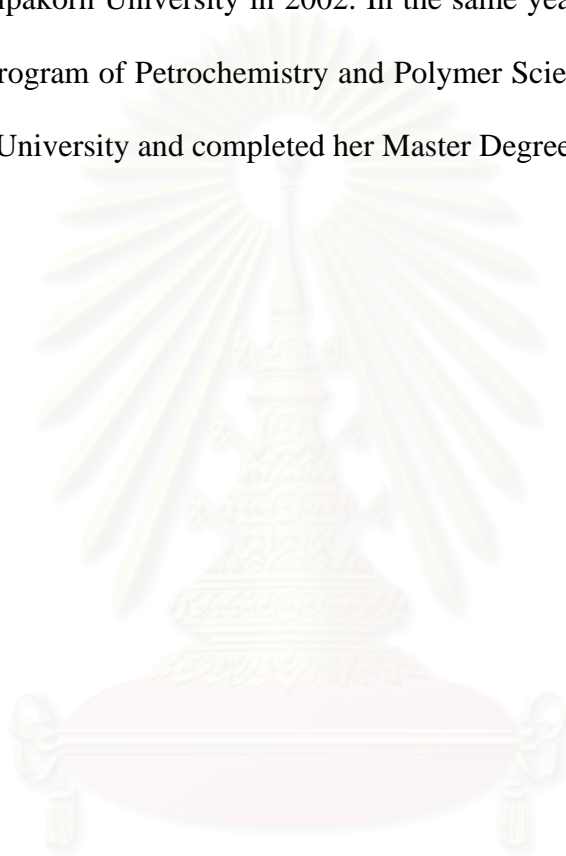 lpakorn University in 2002. In the same yea
rogram of Petrochemistry and Polymer Scie
University and completed her Master Degree